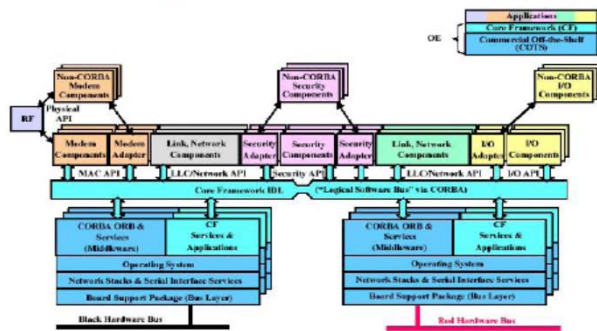 Applications
Core Framework (CF)
OE
Commercial Off-the-Shelf
(COTS)
Non-CORBA
Modem
Components
Non-CORBA
Security
Components
Non-CORBA
I/O
Components
RF
Physical
API
Modem
Components
Modem
Adapter
Link, Network
Components
Security
Adapter
Security
Components
Security
Adapter
Link, Network
Components
I/O
Adapter
I/O
Components
MAC API
LLC/Network API
Security API
LLC/Network API
I/O API
Core Framework IDL
("Logical Software Bus" via CORBA)
CORBA ORB &
Services
(Middleware)
CF
Services &
Applications
Operating System
Network Stacks & Serial Interface Services
Board Support Package (Bus Layer)
Black Hardware Bus
CORBA ORB &
Services
(Middleware)
CF
Services &
Applications
Operating System
Network Stacks & Serial Interface Services
Board Support Package (Bus Layer)
Red Hardware Bus